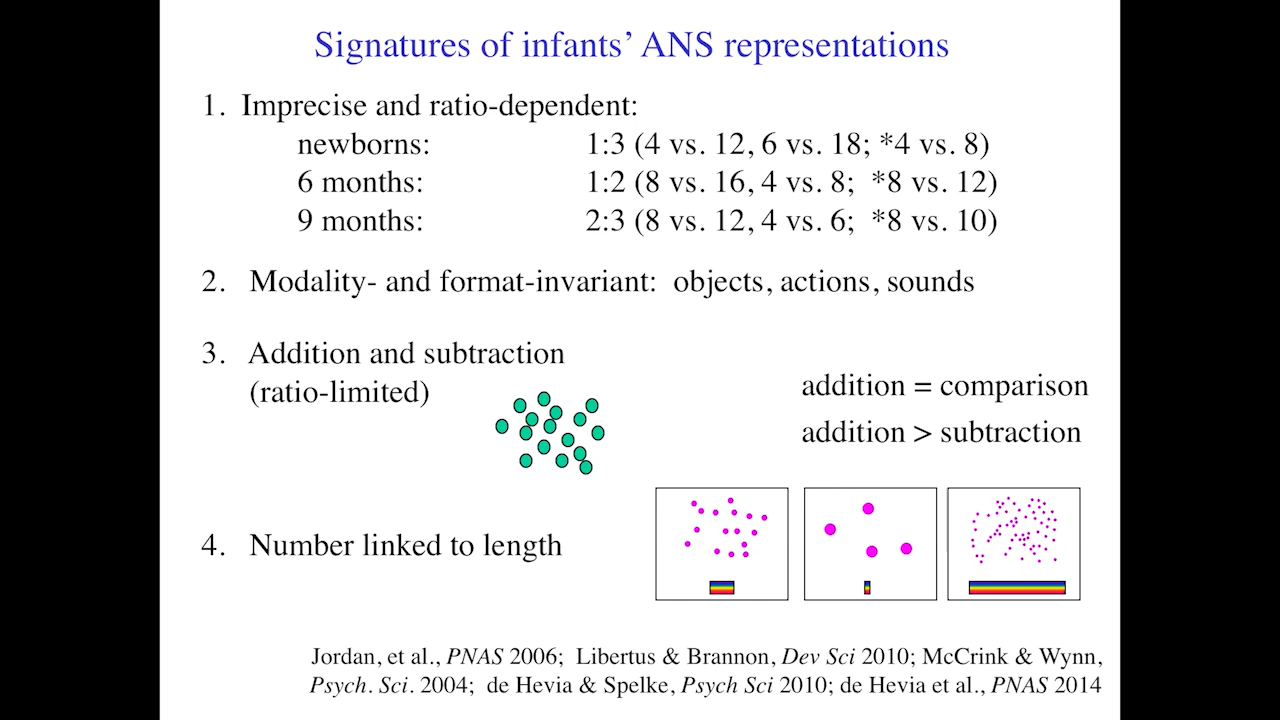 Signatures of infants' ANS representations
1. Imprecise and ratio-dependent:
newborns: 1:3 (4 vs. 12, 6 vs. 18; *4 vs. 8)
6 months: 1:2 (8 vs. 16, 4 vs. 8; *8 vs. 12)
9 months: 2:3 (8 vs. 12, 4 vs. 6; *8 vs. 10)
2. Modality- and format-invariant: objects, actions, sounds
3. Addition and subtraction
(ratio-limited)
addition = comparison
addition > subtraction
4. Number linked to length
Jordan, et al., PNAS 2006; Libertus & Brannon, Dev Sci 2010; McCrink & Wynn,
Psych. Sci. 2004; de Hevia & Spelke, Psych Sci 2010; de Hevia et al., PNAS 2014